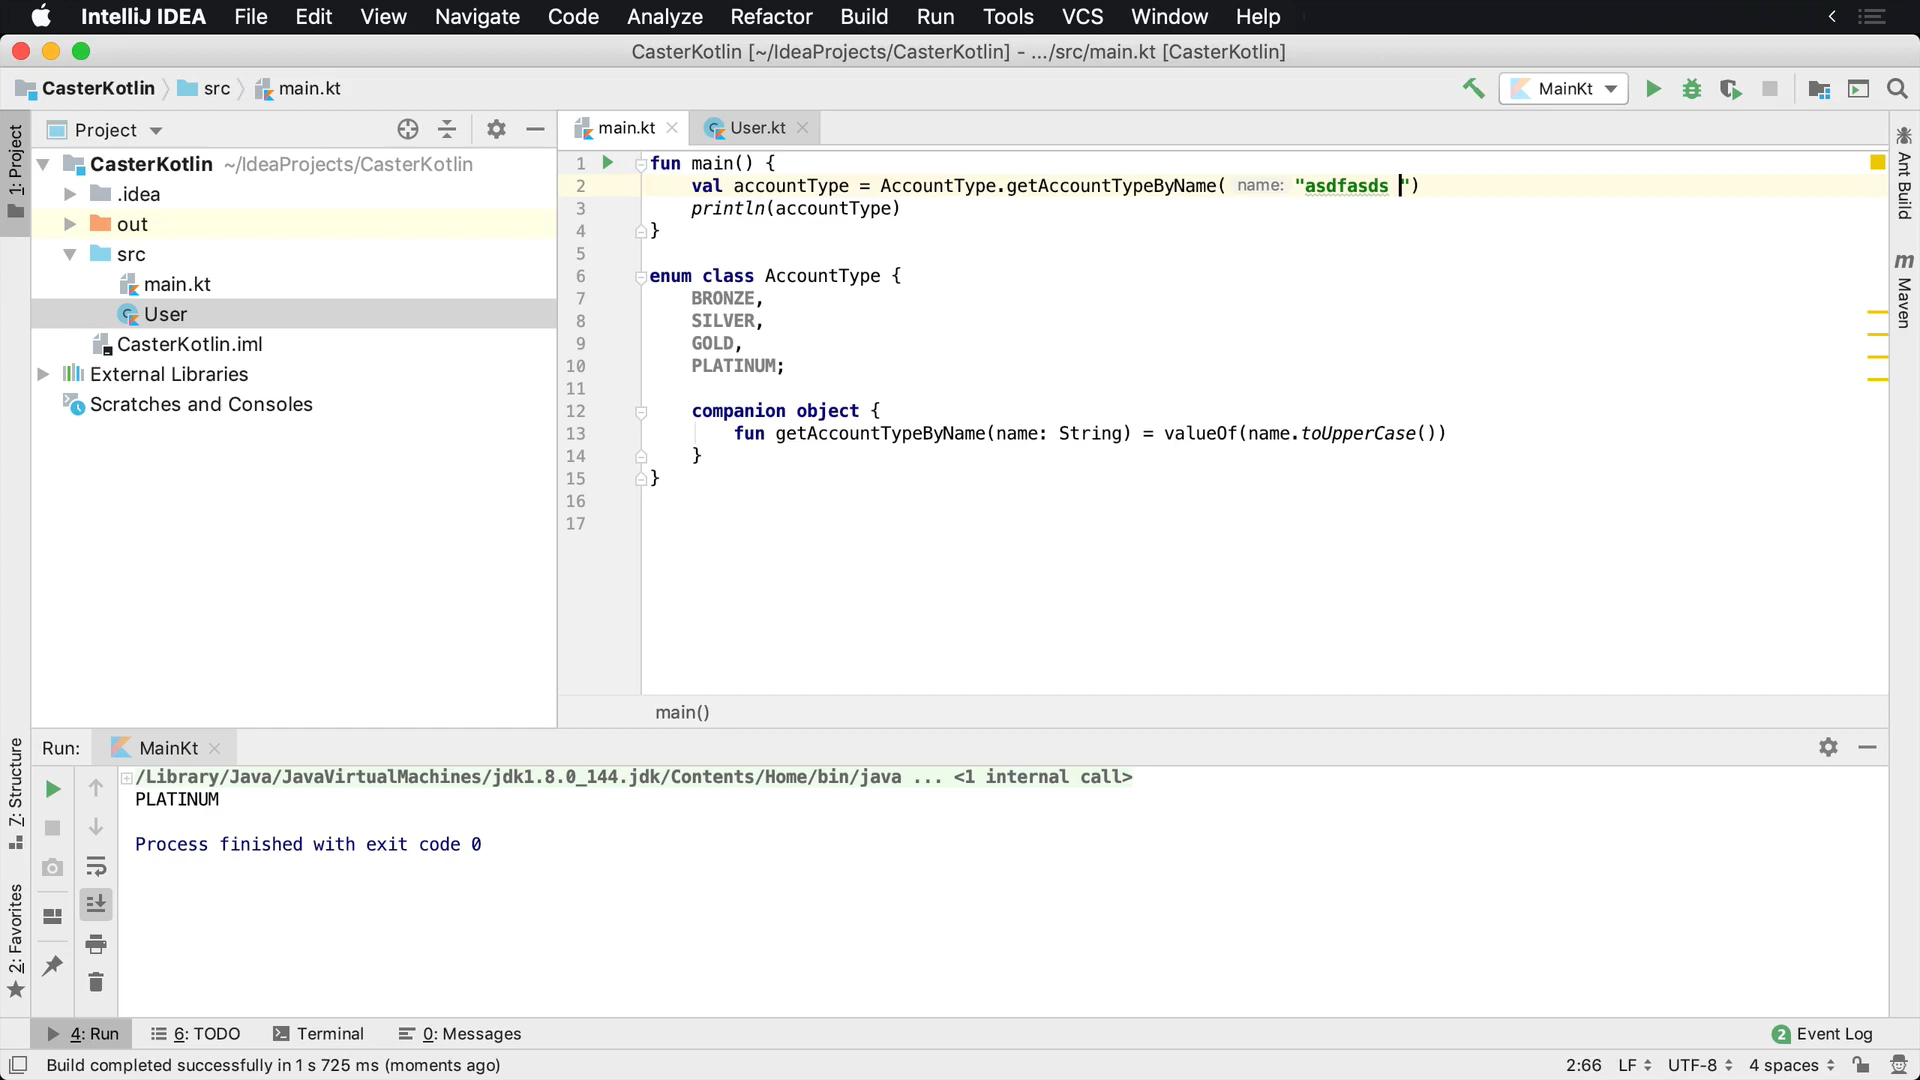 IntelliJ IDEA File Edit View Navigate Code Analyze Refactor Build Run Tools VCS Window Help
CasterKotlin [~/IdeaProjects/CasterKotlin] - .../src/main.kt [CasterKotlin]
CasterKotlin src main.kt
MainKt
1: Project
Project
main.kt
User.kt
CasterKotlin ~/IdeaProjects/CasterKotlin
.idea
out
src
main.kt
User
CasterKotlin.iml
External Libraries
Scratches and Consoles
1 fun main() {
2 val accountType = AccountType.getAccountTypeByName( name: "asdfasds ")
3 println(accountType)
4 }
5
6 enum class AccountType {
7 BRONZE,
8 SILVER,
9 GOLD,
10 PLATINUM;
11
12 companion object {
13 fun getAccountTypeByName(name: String) = valueOf(name.toUpperCase())
14 }
15 }
16
17
main()
Ant Build
m Maven
Z: Structure
2: Favorites
Run: MainKt
/Library/Java/JavaVirtualMachines/jdk1.8.0_144.jdk/Contents/Home/bin/java ... <1 internal call>
PLATINUM
Process finished with exit code 0
4: Run 6: TODO Terminal 0: Messages 2 Event Log
Build completed successfully in 1 s 725 ms (moments ago) 2:66 LF UTF-8 4 spaces